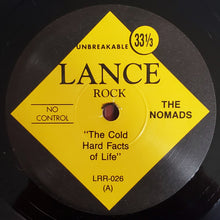 UNBREAKABLE
33⅓
LANCE
ROCK
NO
CONTROL
THE
NOMADS
"The Cold
Hard Facts
of Life"
LRR-026
(A)